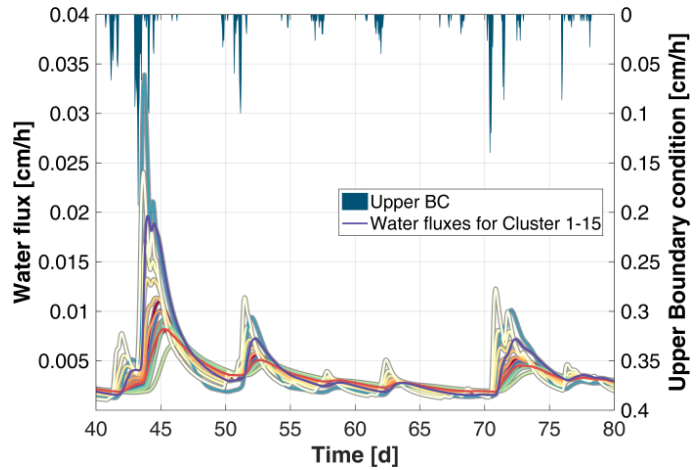 0.04
0.035
0.03
0.025
0.02
0.015
0.01
0.005
Water flux [cm/h]
0
0.05
0.1
0.15
0.2
0.25
0.3
0.35
0.4
Upper Boundary condition [cm/h]
Upper BC
Water fluxes for Cluster 1-15
40 45 50 55 60 65 70 75 80
Time [d]